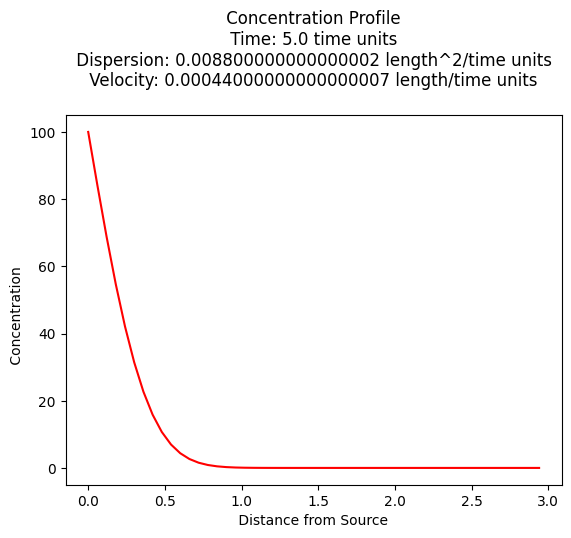 Concentration Profile
Time: 5.0 time units
Dispersion: 0.008800000000000002 length^2/time units
Velocity: 0.00044000000000000007 length/time units
100
80
60
40
20
0
Concentration
0.0 0.5 1.0 1.5 2.0 2.5 3.0
Distance from Source